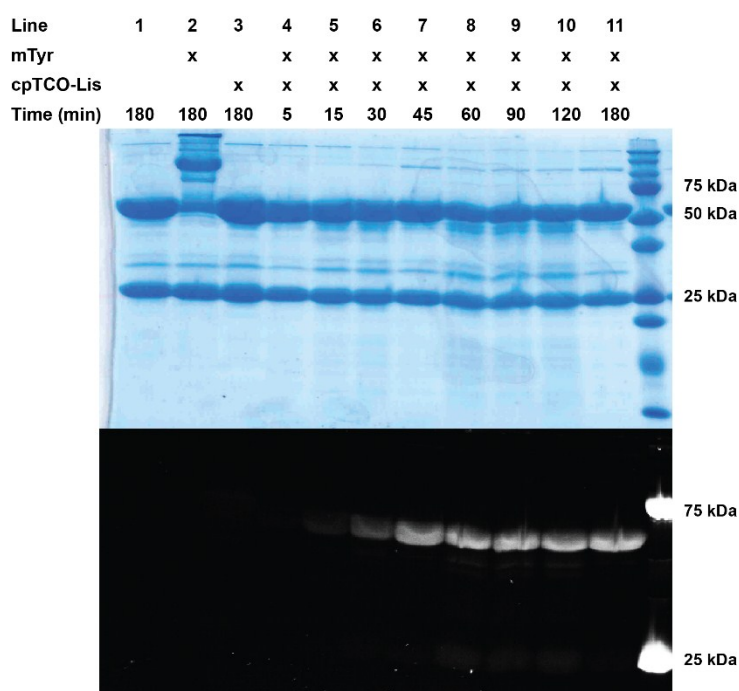 Line 1 2 3 4 5 6 7 8 9 10 11
mTyr x x x x x x x x x
cpTCO-Lis x x x x x x x x x
Time (min) 180 180 180 5 15 30 45 60 90 120 180
75 kDa
50 kDa
25 kDa
75 kDa
25 kDa